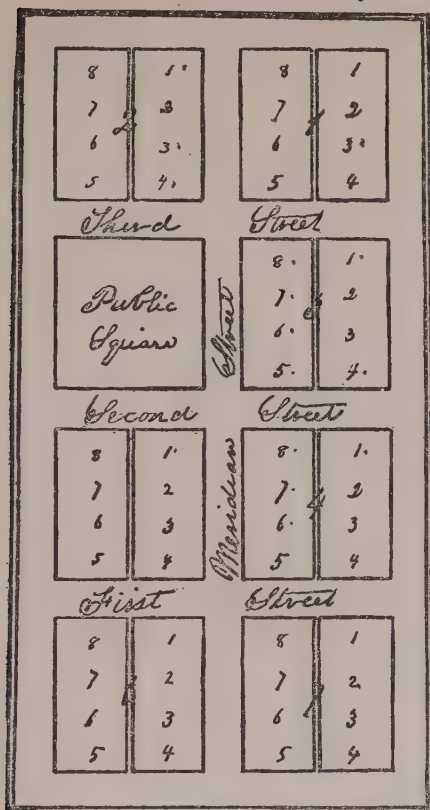 8 1 8 1
7 2 7 2
2
6 3 6 3
5 4 5 4
Third Street
Public
Square
8 1
7 2
6 3
5 4
Meridian Street
Second Street
8 1 8 1
7 2 7 2
4
6 3 6 3
5 4 5 4
First Street
8 1 8 1
7 2 7 2
6 3 6 3
5 4 5 4